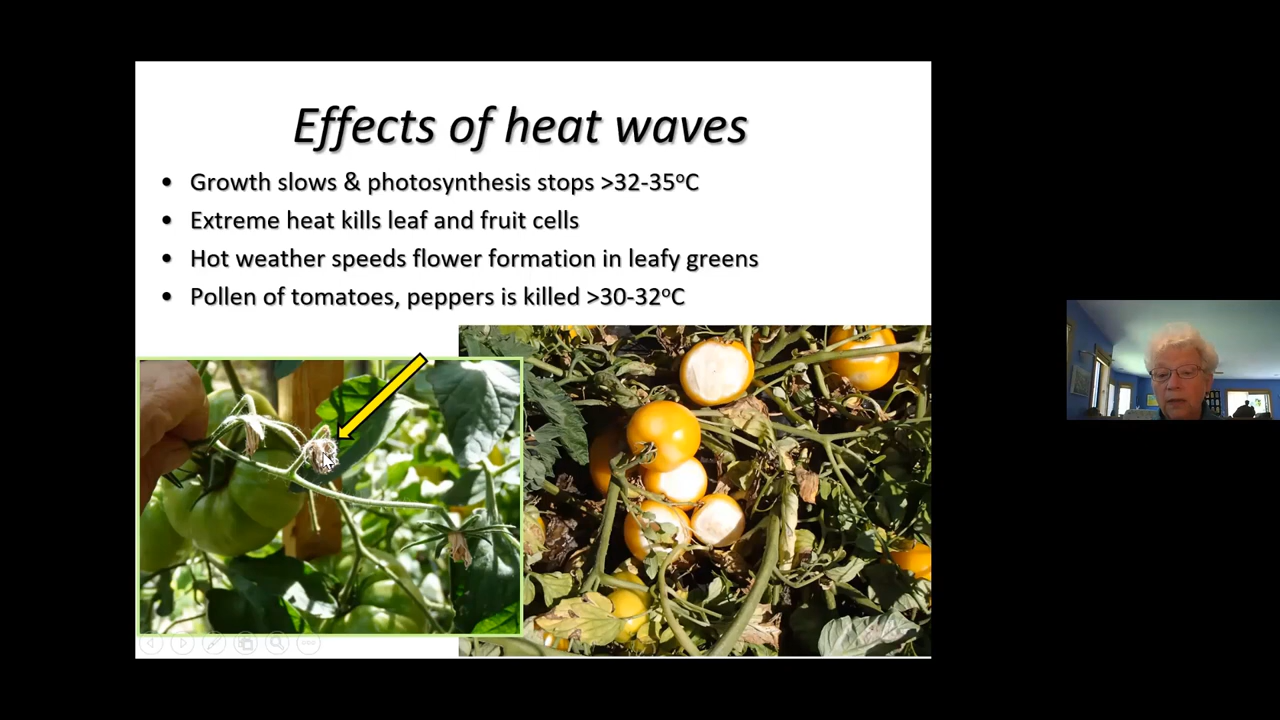 Effects of heat waves
• Growth slows & photosynthesis stops >32-35ºC
• Extreme heat kills leaf and fruit cells
• Hot weather speeds flower formation in leafy greens
• Pollen of tomatoes, peppers is killed >30-32ºC